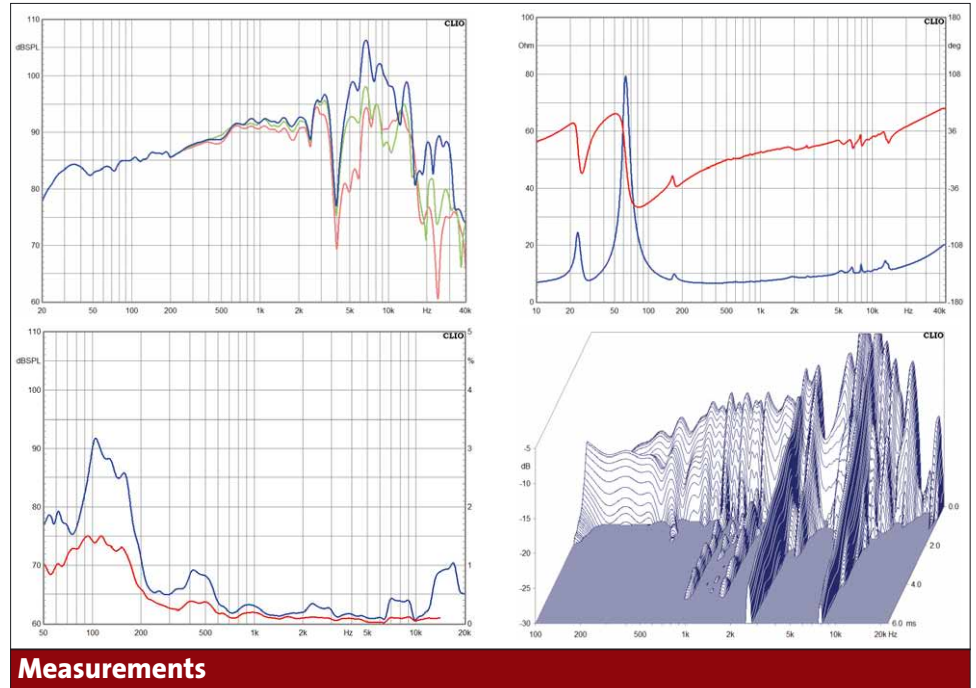 110
CLIO
dBSPL
100
90
80
70
60
20 50 100 200 500 1k 2k 5k 10k Hz 40k
100
180
CLIO
Ohm
deg
80
108
60
36
40
-36
20
-108
0
-180
10 20 50 100 200 500 1k 2k 5k 10k Hz 40k
110
5
CLIO
dBSPL
%
100
4
90
3
80
2
70
1
60
0
50 100 200 500 1k 2k Hz 5k 10k 20k
CLIO
-5
dB
-10
-15
-20
-25
-30
0.0
2.0
4.0
6.0 ms
100 200 500 1k 2k 5k 10k 20k Hz
Measurements